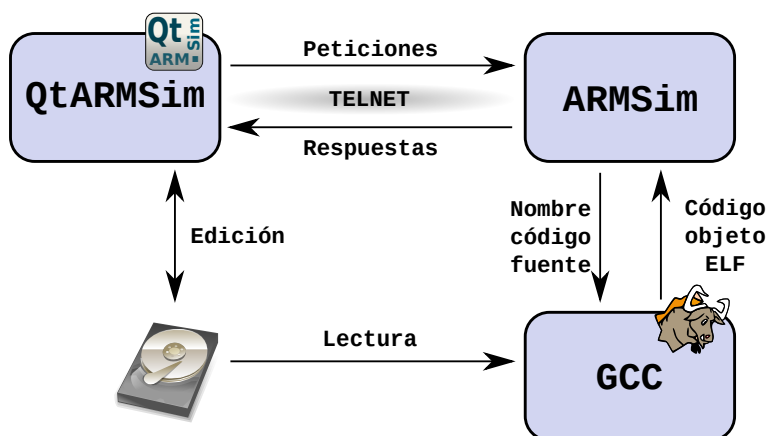 Qt
Sim
ARM
QtARMSim
Peticiones
TELNET
Respuestas
ARMSim
Edición
Nombre
código
fuente
Código
objeto
ELF
Lectura
GCC